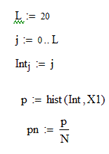 L := 20
j := 0.. L
Int_j := j
p := hist (Int , X1)
pn := p/N